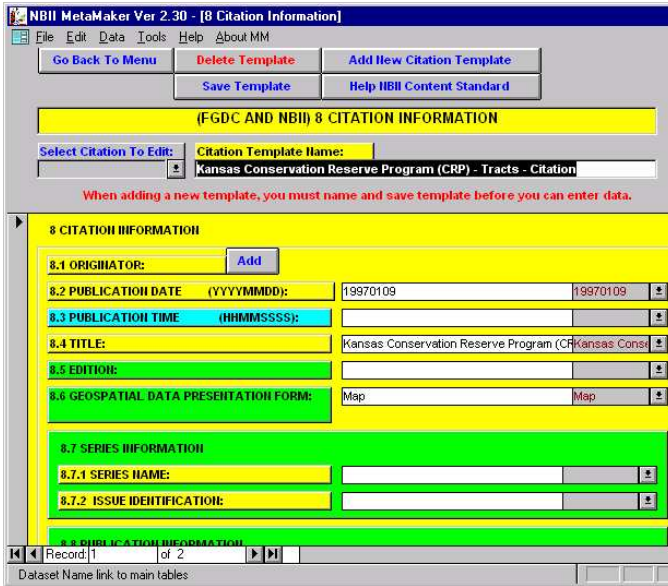 NBII MetaMaker Ver 2.30 - [8 Citation Information]
File Edit Data Tools Help About MM
Go Back To Menu Delete Template Add New Citation Template
Save Template Help NBII Content Standard
(FGDC AND NBII) 8 CITATION INFORMATION
Select Citation To Edit: Citation Template Name:
Kansas Conservation Reserve Program (CRP) - Tracts - Citation
When adding a new template, you must name and save template before you can enter data.
8 CITATION INFORMATION
8.1 ORIGINATOR: Add
8.2 PUBLICATION DATE (YYYYMMDD): 19970109 19970109
8.3 PUBLICATION TIME (HHMMSSSS):
8.4 TITLE: Kansas Conservation Reserve Program (CR Kansas Conse
8.5 EDITION:
8.6 GEOSPATIAL DATA PRESENTATION FORM: Map Map
8.7 SERIES INFORMATION
8.7.1 SERIES NAME:
8.7.2 ISSUE IDENTIFICATION:
8.8 PUBLICATION INFORMATION
Record: 1 of 2
Dataset Name link to main tables